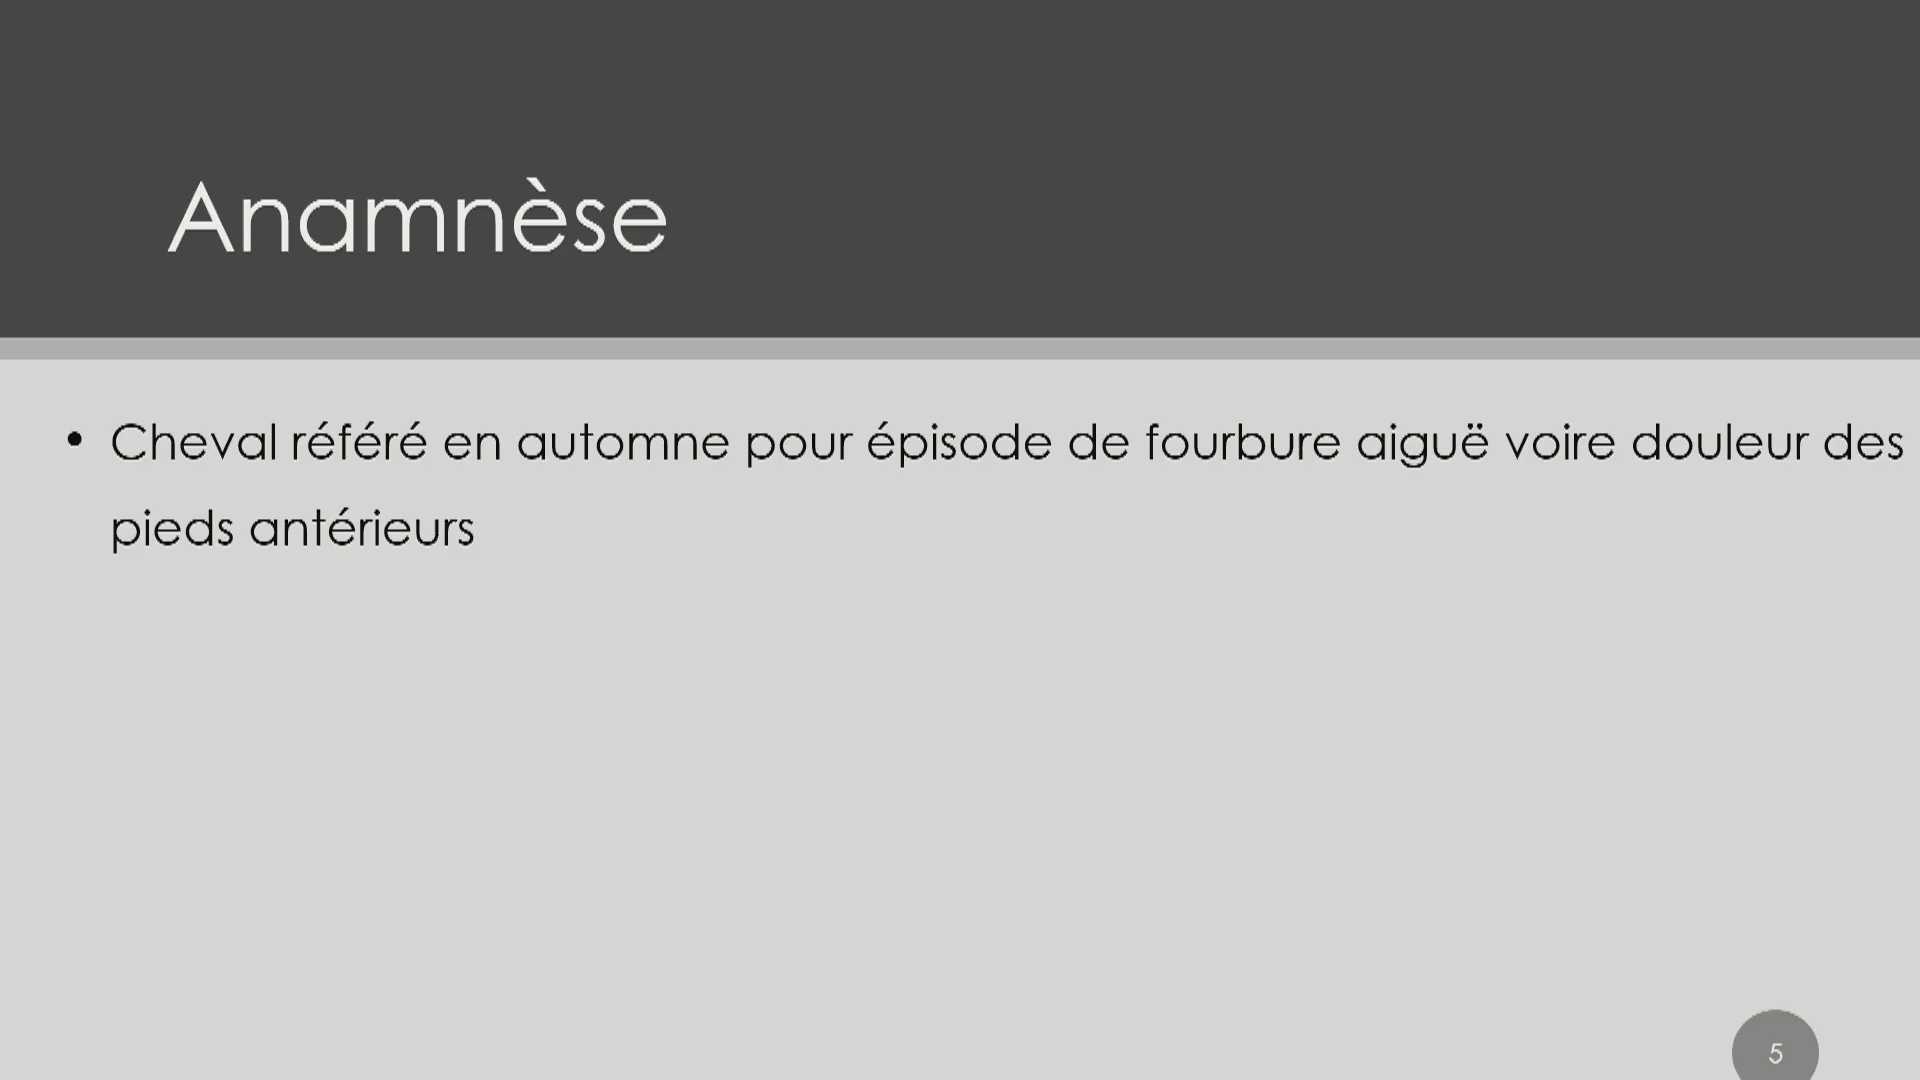 Anamnèse
• Cheval référé en automne pour épisode de fourbure aiguë voire douleur des
pieds antérieurs
5